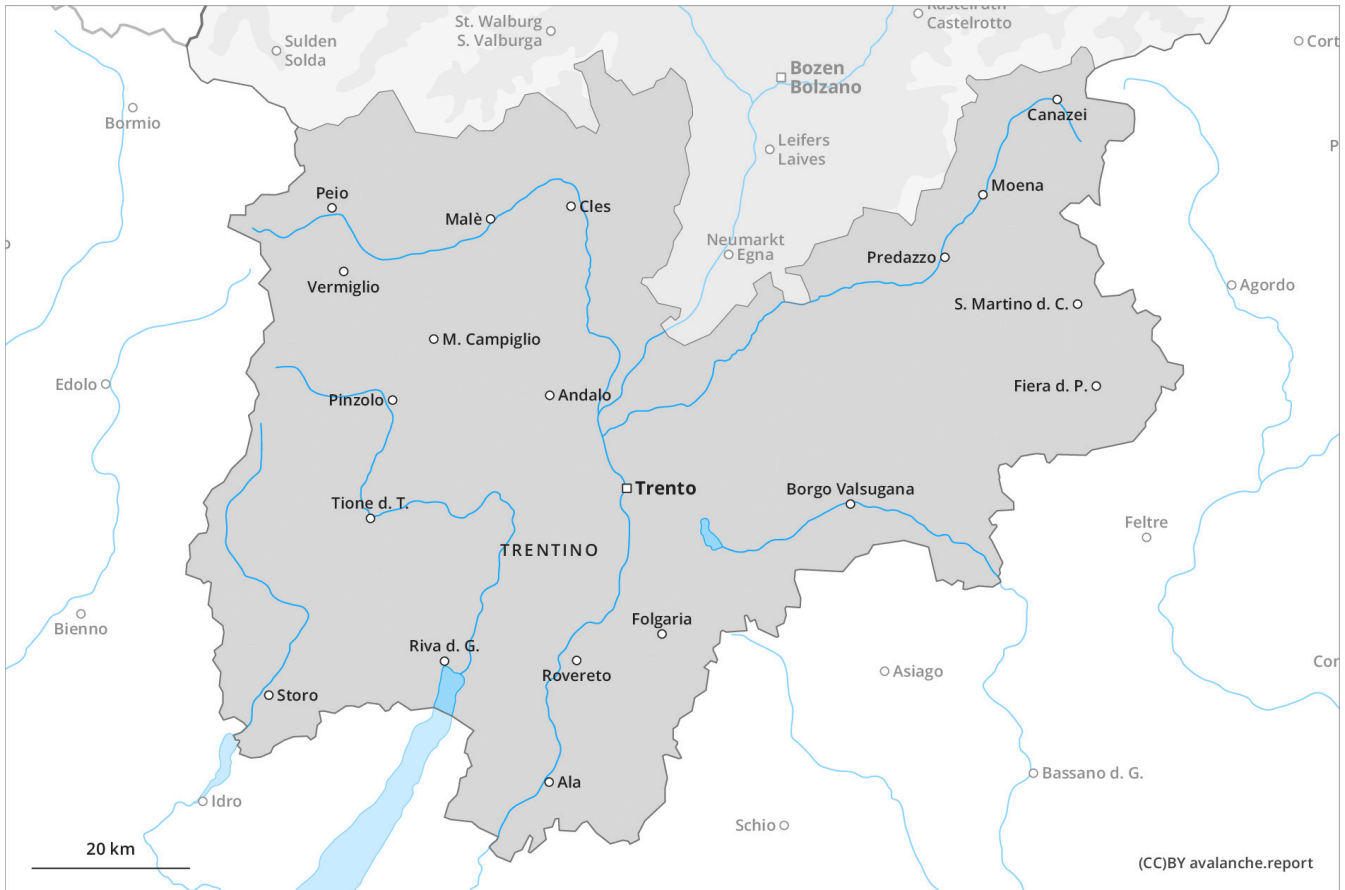 St. Walburg
S. Valburga
Castelrotto
Sulden
Solda
Cort
Bozen
Bolzano
Bormio
Canazei
Leifers
Laives
P
Moena
Peio
Cles
Malè
Neumarkt
Egna
Predazzo
Vermiglio
Agordo
S. Martino d. C.
M. Campiglio
Edolo
Fiera d. P.
Andalo
Pinzolo
Trento
Borgo Valsugana
Tione d. T.
Feltre
TRENTINO
Folgaria
Bienno
Riva d. G.
Cor
Rovereto
Asiago
Storo
Bassano d. G.
Ala
Idro
Schio
20 km
(CC)BY avalanche.report